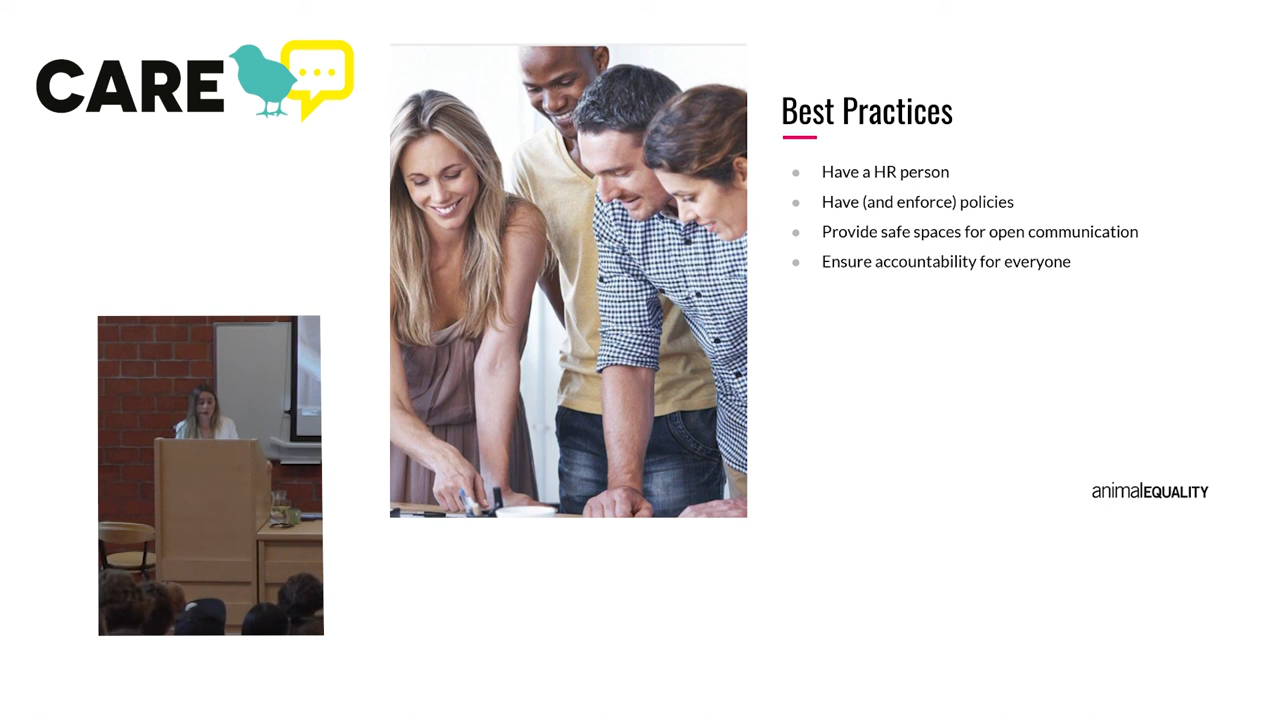 CARE
Best Practices
Have a HR person
Have (and enforce) policies
Provide safe spaces for open communication
Ensure accountability for everyone
animalEQUALITY